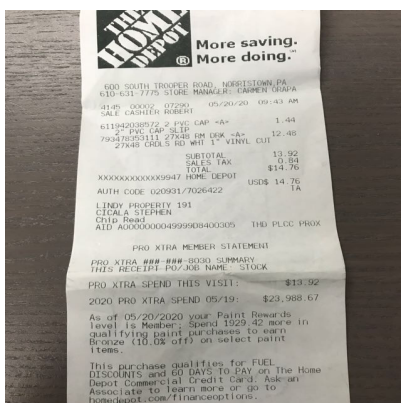 THE
HOME
DEPOT
®
More saving.
More doing.™
600 SOUTH TROOPER ROAD, NORRISTOWN,PA
610-631-7775 STORE MANAGER: CARMEN ORAPA
4145 00002 07290 05/20/20 09:43 AM
SALE CASHIER ROBERT
611942038572 2 PVC CAP <A> 1.44
2" PVC CAP SLIP
793478353111 27x48 RM DRK <A> 12.48
27X48 CRDLS RD WHT 1" VINYL CUT
SUBTOTAL 13.92
SALES TAX 0.84
TOTAL $14.76
XXXXXXXXXXXX9947 HOME DEPOT
USD$ 14.76
AUTH CODE 020931/7026422 TA
LINDY PROPERTY 191
CICALA STEPHEN
Chip Read
AID A0000000049999D8400305 THD PLCC PROX
PRO XTRA MEMBER STATEMENT
PRO XTRA ###-###-8030 SUMMARY
THIS RECEIPT PO/JOB NAME: STOCK
PRO XTRA SPEND THIS VISIT: $13.92
2020 PRO XTRA SPEND 05/19: $23,988.67
As of 05/20/2020 your Paint Rewards
level is Member; Spend 1929.42 more in
qualifying paint purchases to earn
Bronze (10.0% off) on select paint
items.
This purchase qualifies for FUEL
DISCOUNTS and 60 DAYS TO PAY on The Home
Depot Commercial Credit Card. Ask an
Associate to learn more or go to
homedepot.com/financeoptions.